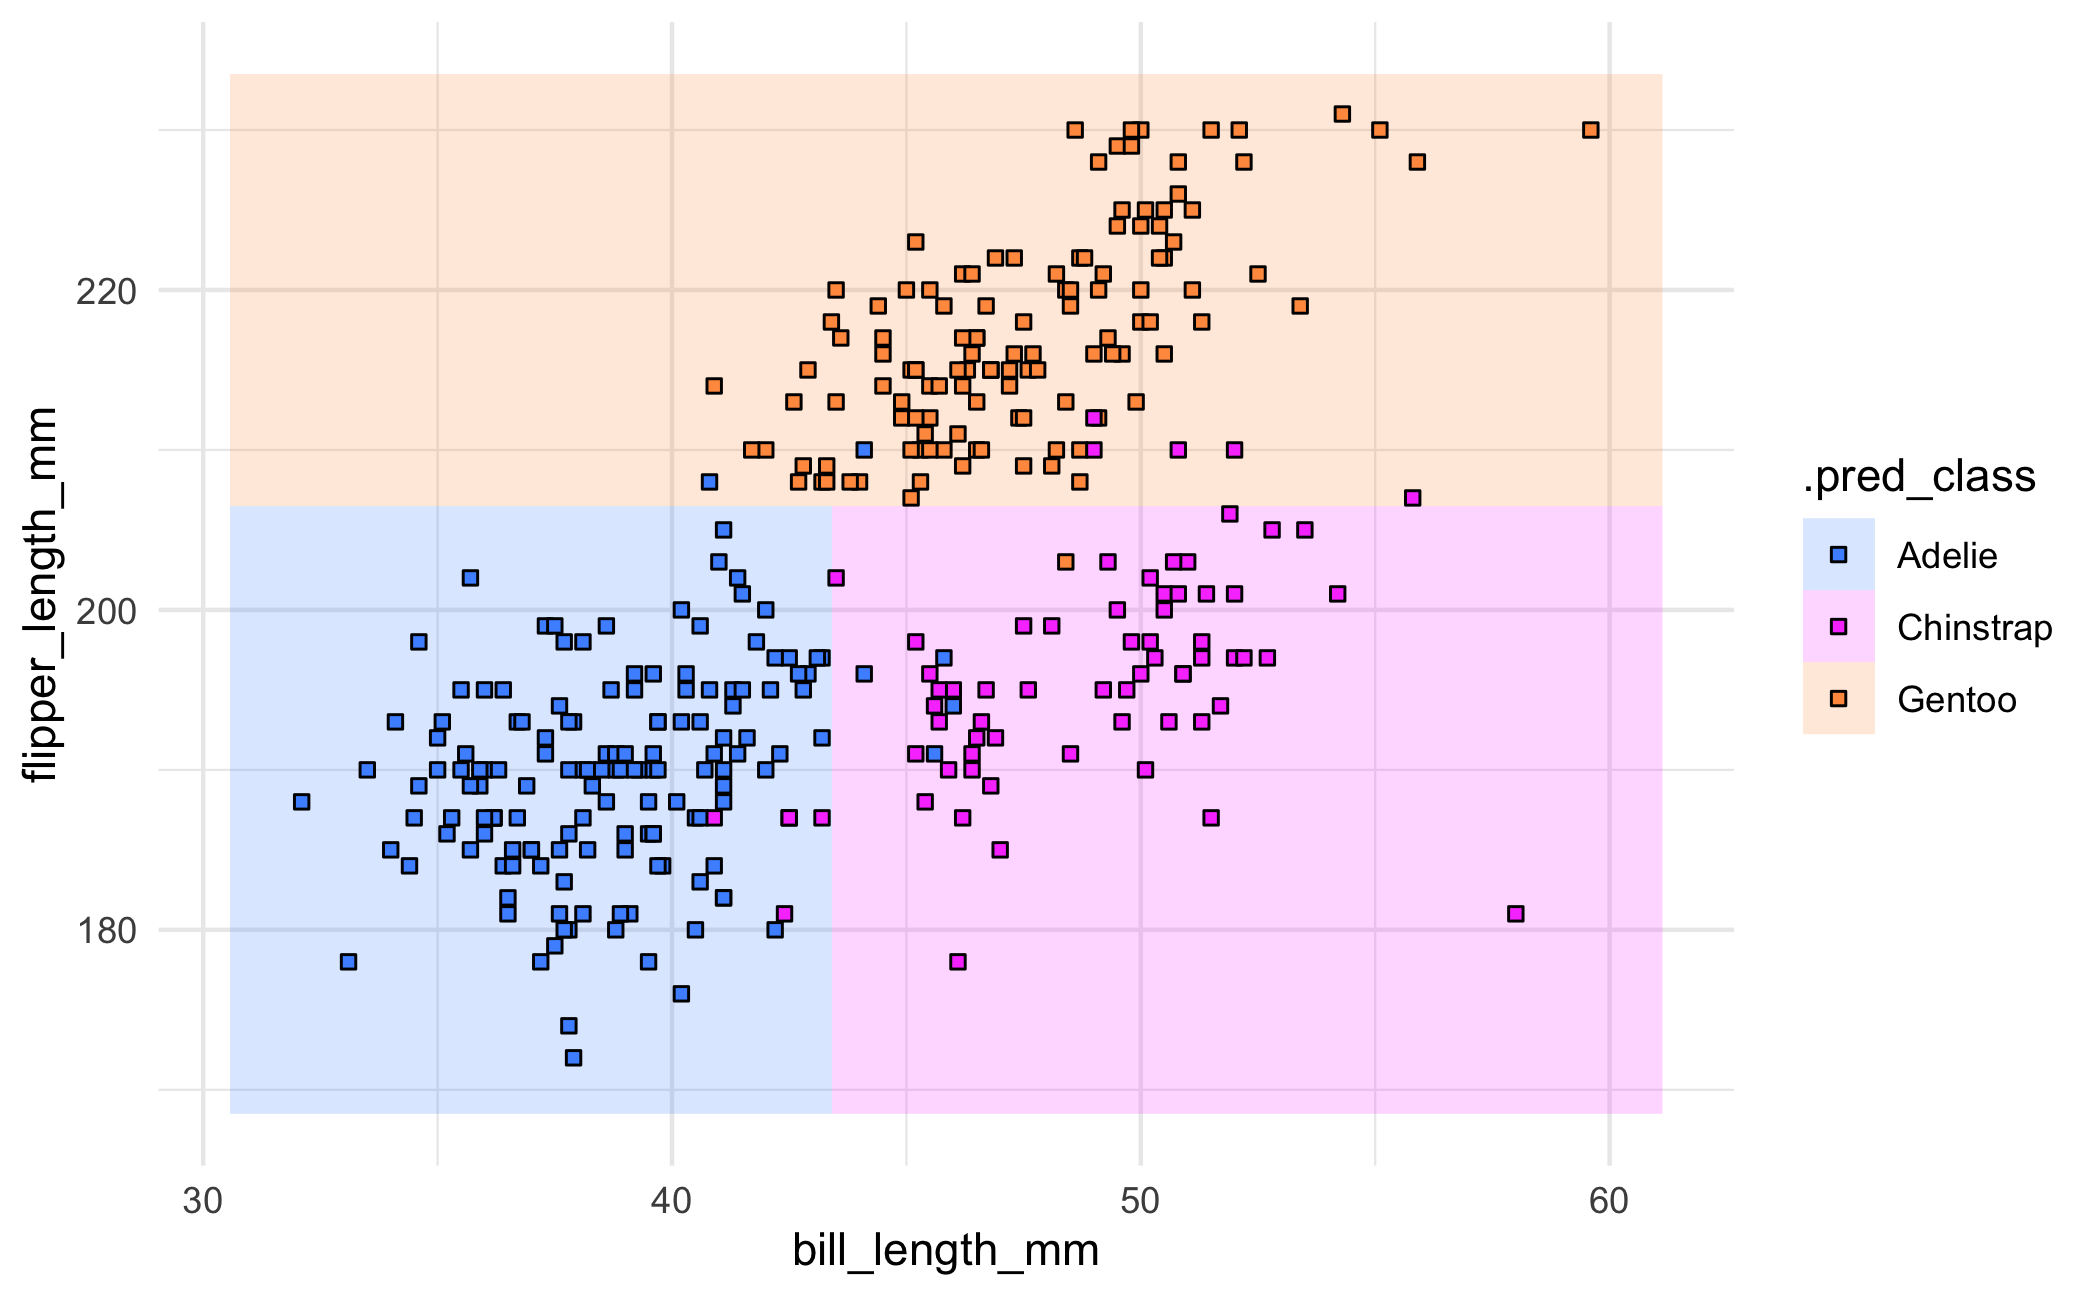 220
200
180
30
40
50
60
bill_length_mm
flipper_length_mm
.pred_class
Adelie
Chinstrap
Gentoo